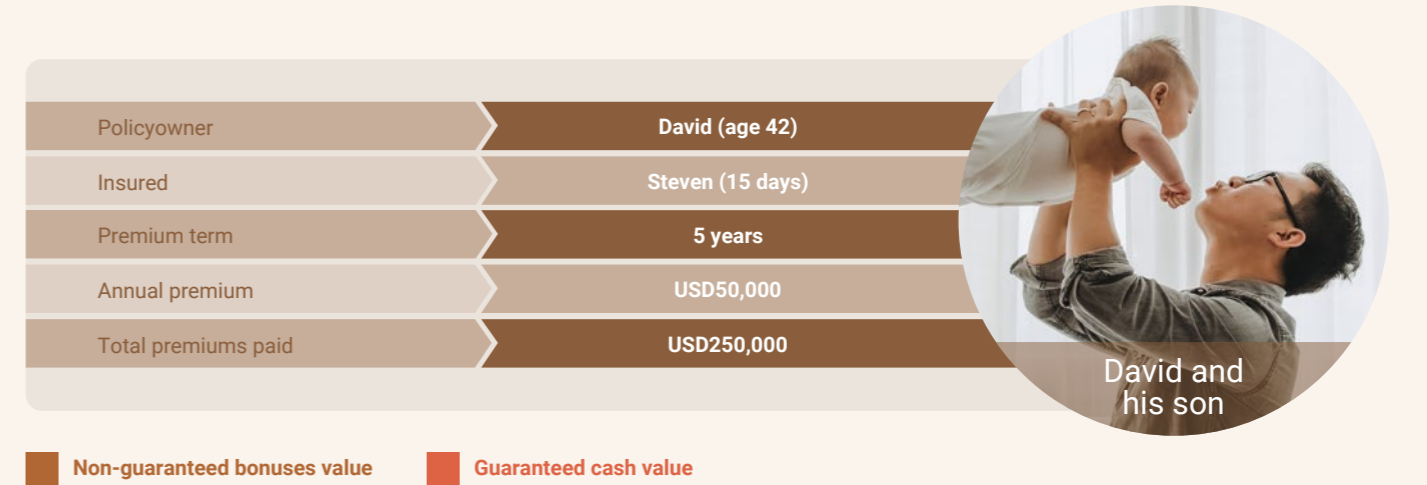 Policyowner David (age 42)
Insured Steven (15 days)
Premium term 5 years
Annual premium USD50,000
Total premiums paid USD250,000
David and
his son
Non-guaranteed bonuses value Guaranteed cash value